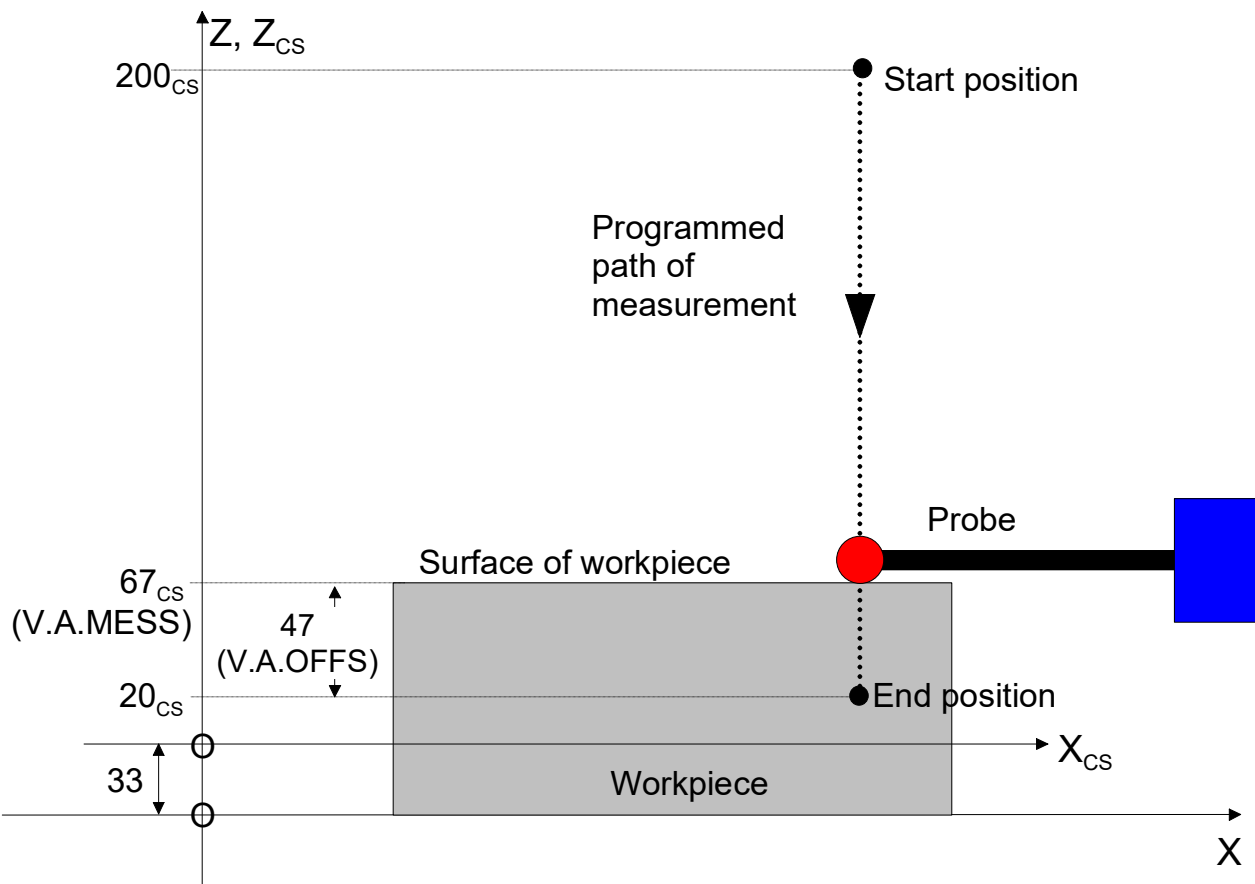 Z, Z_CS
200_CS
Start position
Programmed
path of
measurement
Probe
Surface of workpiece
67_CS
(V.A.MESS)
47
(V.A.OFFS)
20_CS
End position
O
X_CS
33
Workpiece
O
X